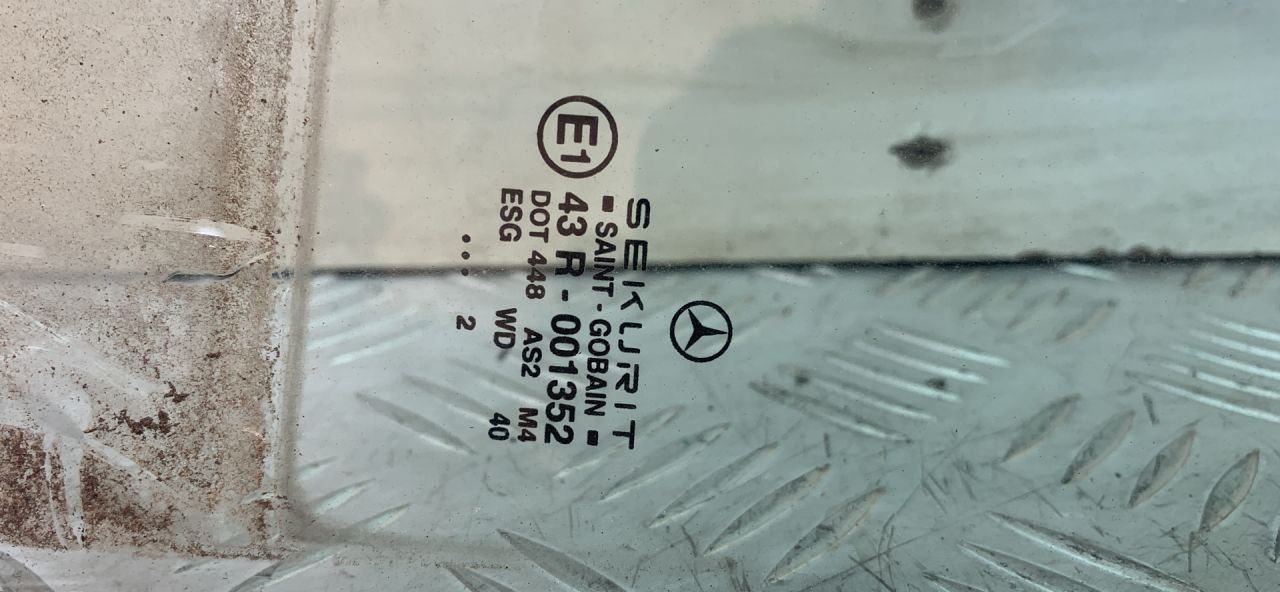 SEKURIT
▪ SAINT - GOBAIN ▪
E1 43 R - 001352
DOT 448 AS2 M4
ESG WD 40
... 2